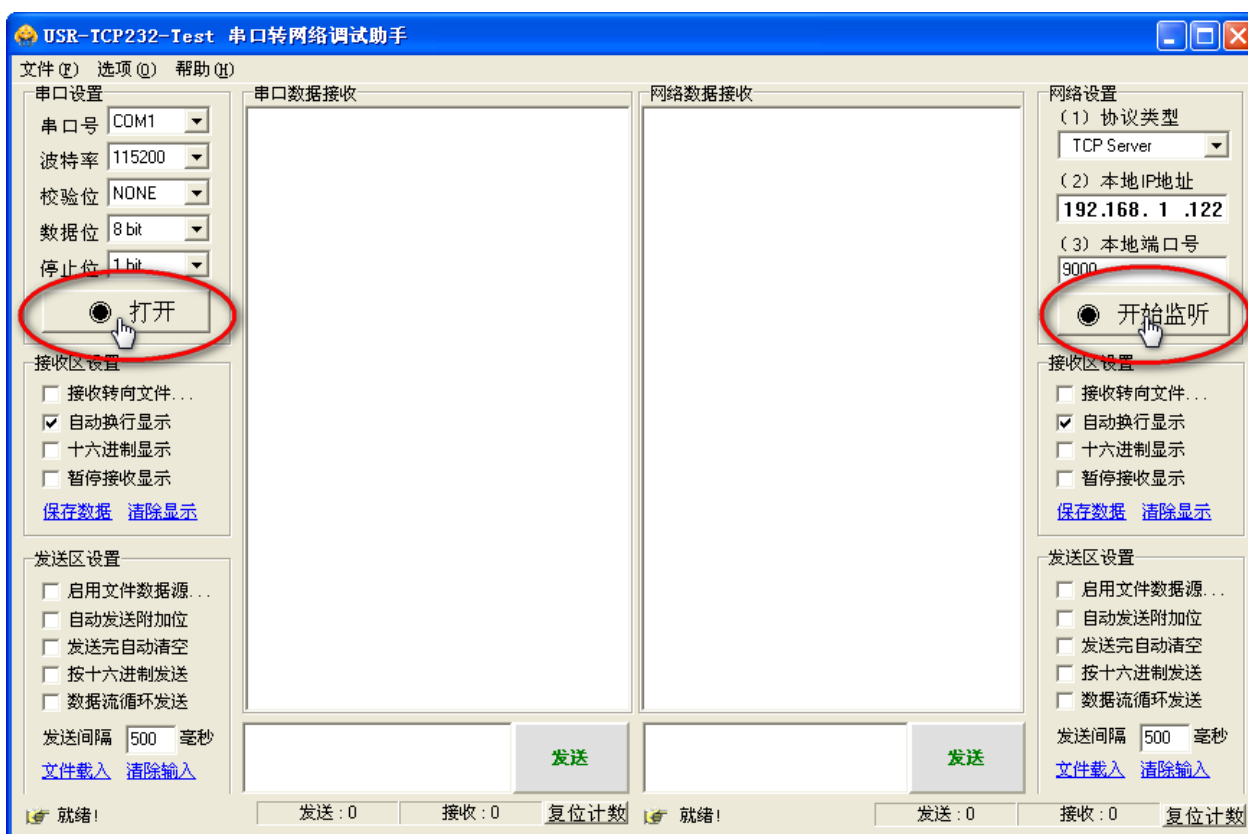 USR-TCP232-Test 串口转网络调试助手
文件(F) 选项(O) 帮助(H)
串口设置
串口号 COM1
波特率 115200
校验位 NONE
数据位 8 bit
停止位 1 bit
打开
接收区设置
接收转向文件...
自动换行显示
十六进制显示
暂停接收显示
保存数据 清除显示
发送区设置
启用文件数据源...
自动发送附加位
发送完自动清空
按十六进制发送
数据流循环发送
发送间隔 500 毫秒
文件载入 清除输入
串口数据接收
发送
网络数据接收
发送
网络设置
(1) 协议类型
TCP Server
(2) 本地IP地址
192.168. 1 .122
(3) 本地端口号
9000
开始监听
接收区设置
接收转向文件...
自动换行显示
十六进制显示
暂停接收显示
保存数据 清除显示
发送区设置
启用文件数据源...
自动发送附加位
发送完自动清空
按十六进制发送
数据流循环发送
发送间隔 500 毫秒
文件载入 清除输入
就绪! 发送:0 接收:0 复位计数
就绪! 发送:0 接收:0 复位计数